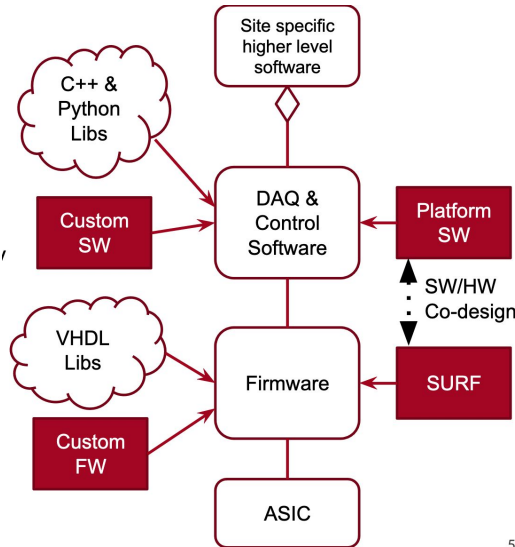 Site specific
higher level
software
C++ &
Python
Libs
DAQ &
Control
Software
Custom
SW
Platform
SW
SW/HW
Co-design
VHDL
Libs
Firmware
SURF
Custom
FW
ASIC
5